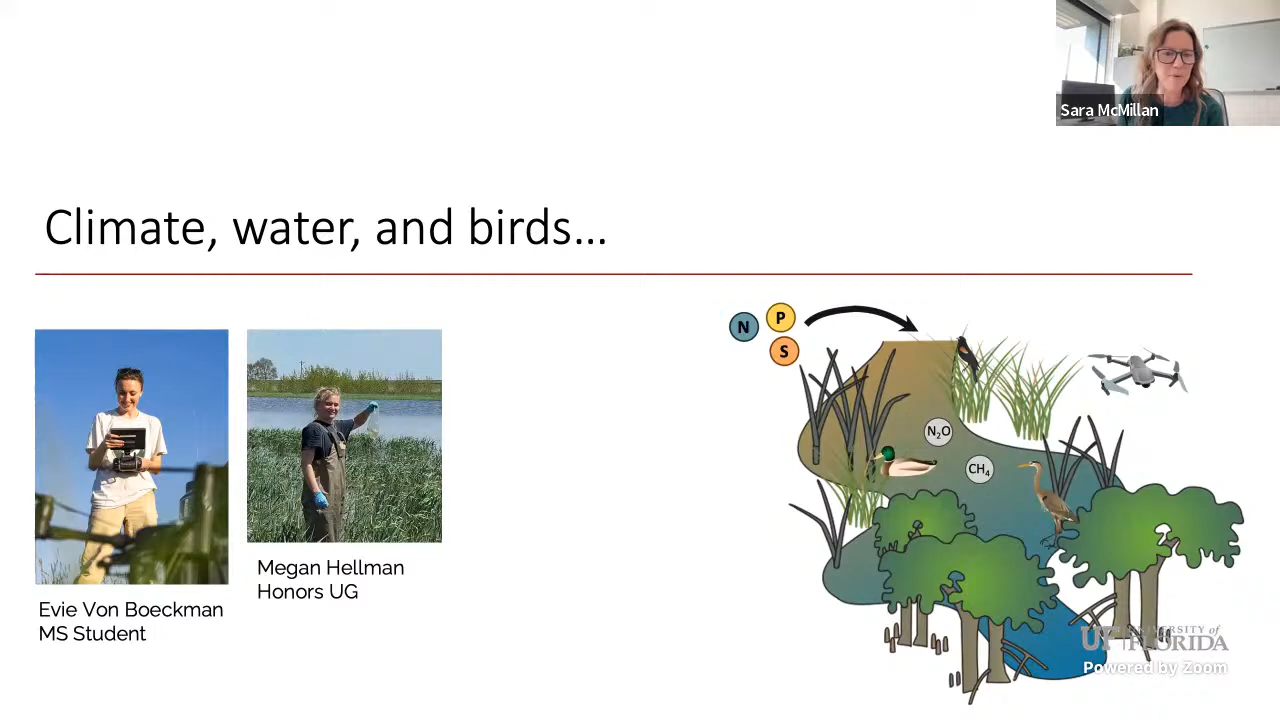 Sara McMillan
Climate, water, and birds...
N
P
S
N₂O
CH₄
Evie Von Boeckman
MS Student
Megan Hellman
Honors UG
UF UNIVERSITY of
FLORIDA
Powered by Zoom